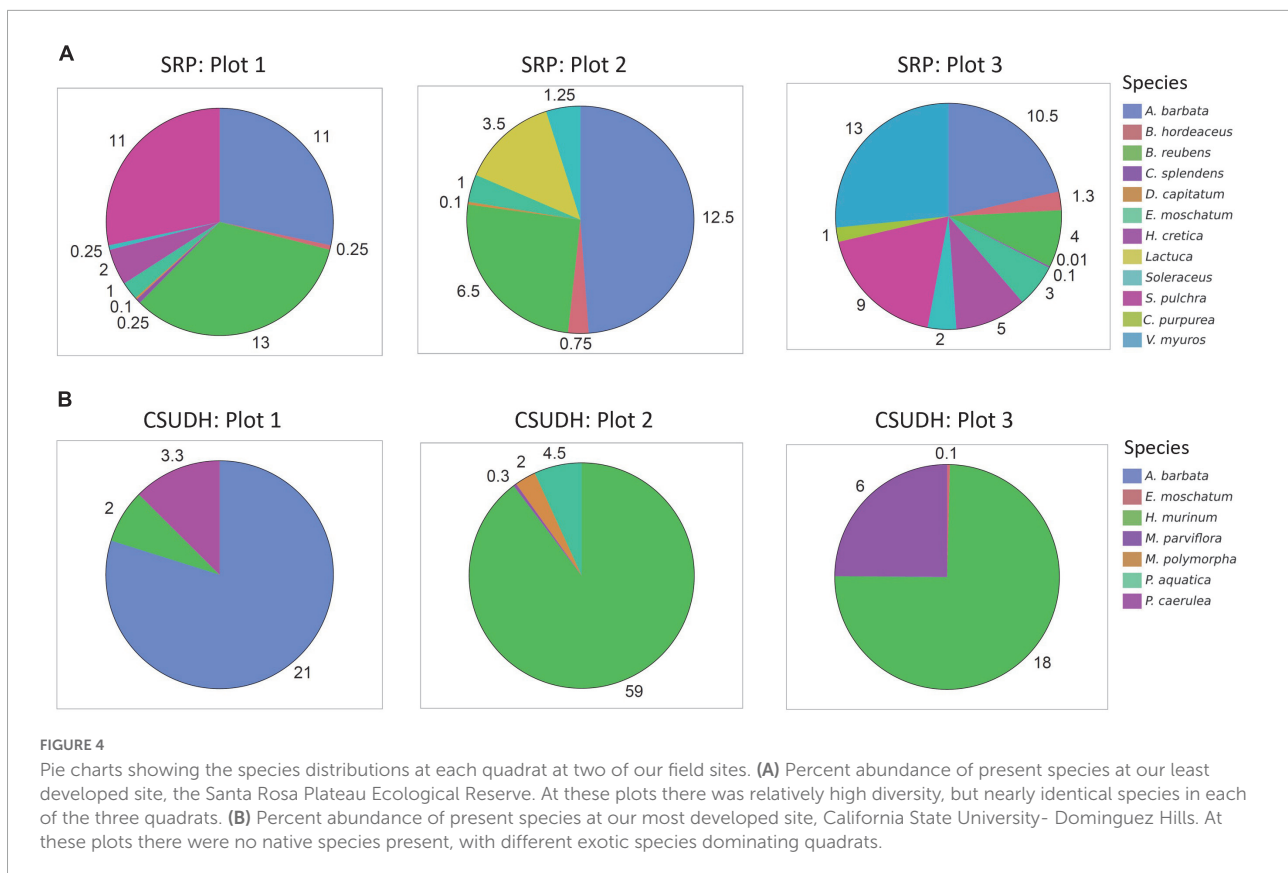 A
SRP: Plot 1
11
0.25
13
0.25
0.1
1
2
0.25
11
SRP: Plot 2
12.5
0.75
6.5
0.1
1
3.5
1.25
SRP: Plot 3
10.5
1.3
4
0.01
0.1
3
5
2
9
1
13
Species
A. barbata
B. hordeaceus
B. reubens
C. splendens
D. capitatum
E. moschatum
H. cretica
Lactuca
Soleraceus
S. pulchra
C. purpurea
V. myuros
B
CSUDH: Plot 1
21
2
3.3
CSUDH: Plot 2
59
0.3
2
4.5
CSUDH: Plot 3
0.1
18
6
Species
A. barbata
E. moschatum
H. murinum
M. parviflora
M. polymorpha
P. aquatica
P. caerulea
FIGURE 4
Pie charts showing the species distributions at each quadrat at two of our field sites. (A) Percent abundance of present species at our least
developed site, the Santa Rosa Plateau Ecological Reserve. At these plots there was relatively high diversity, but nearly identical species in each
of the three quadrats. (B) Percent abundance of present species at our most developed site, California State University- Dominguez Hills. At
these plots there were no native species present, with different exotic species dominating quadrats.